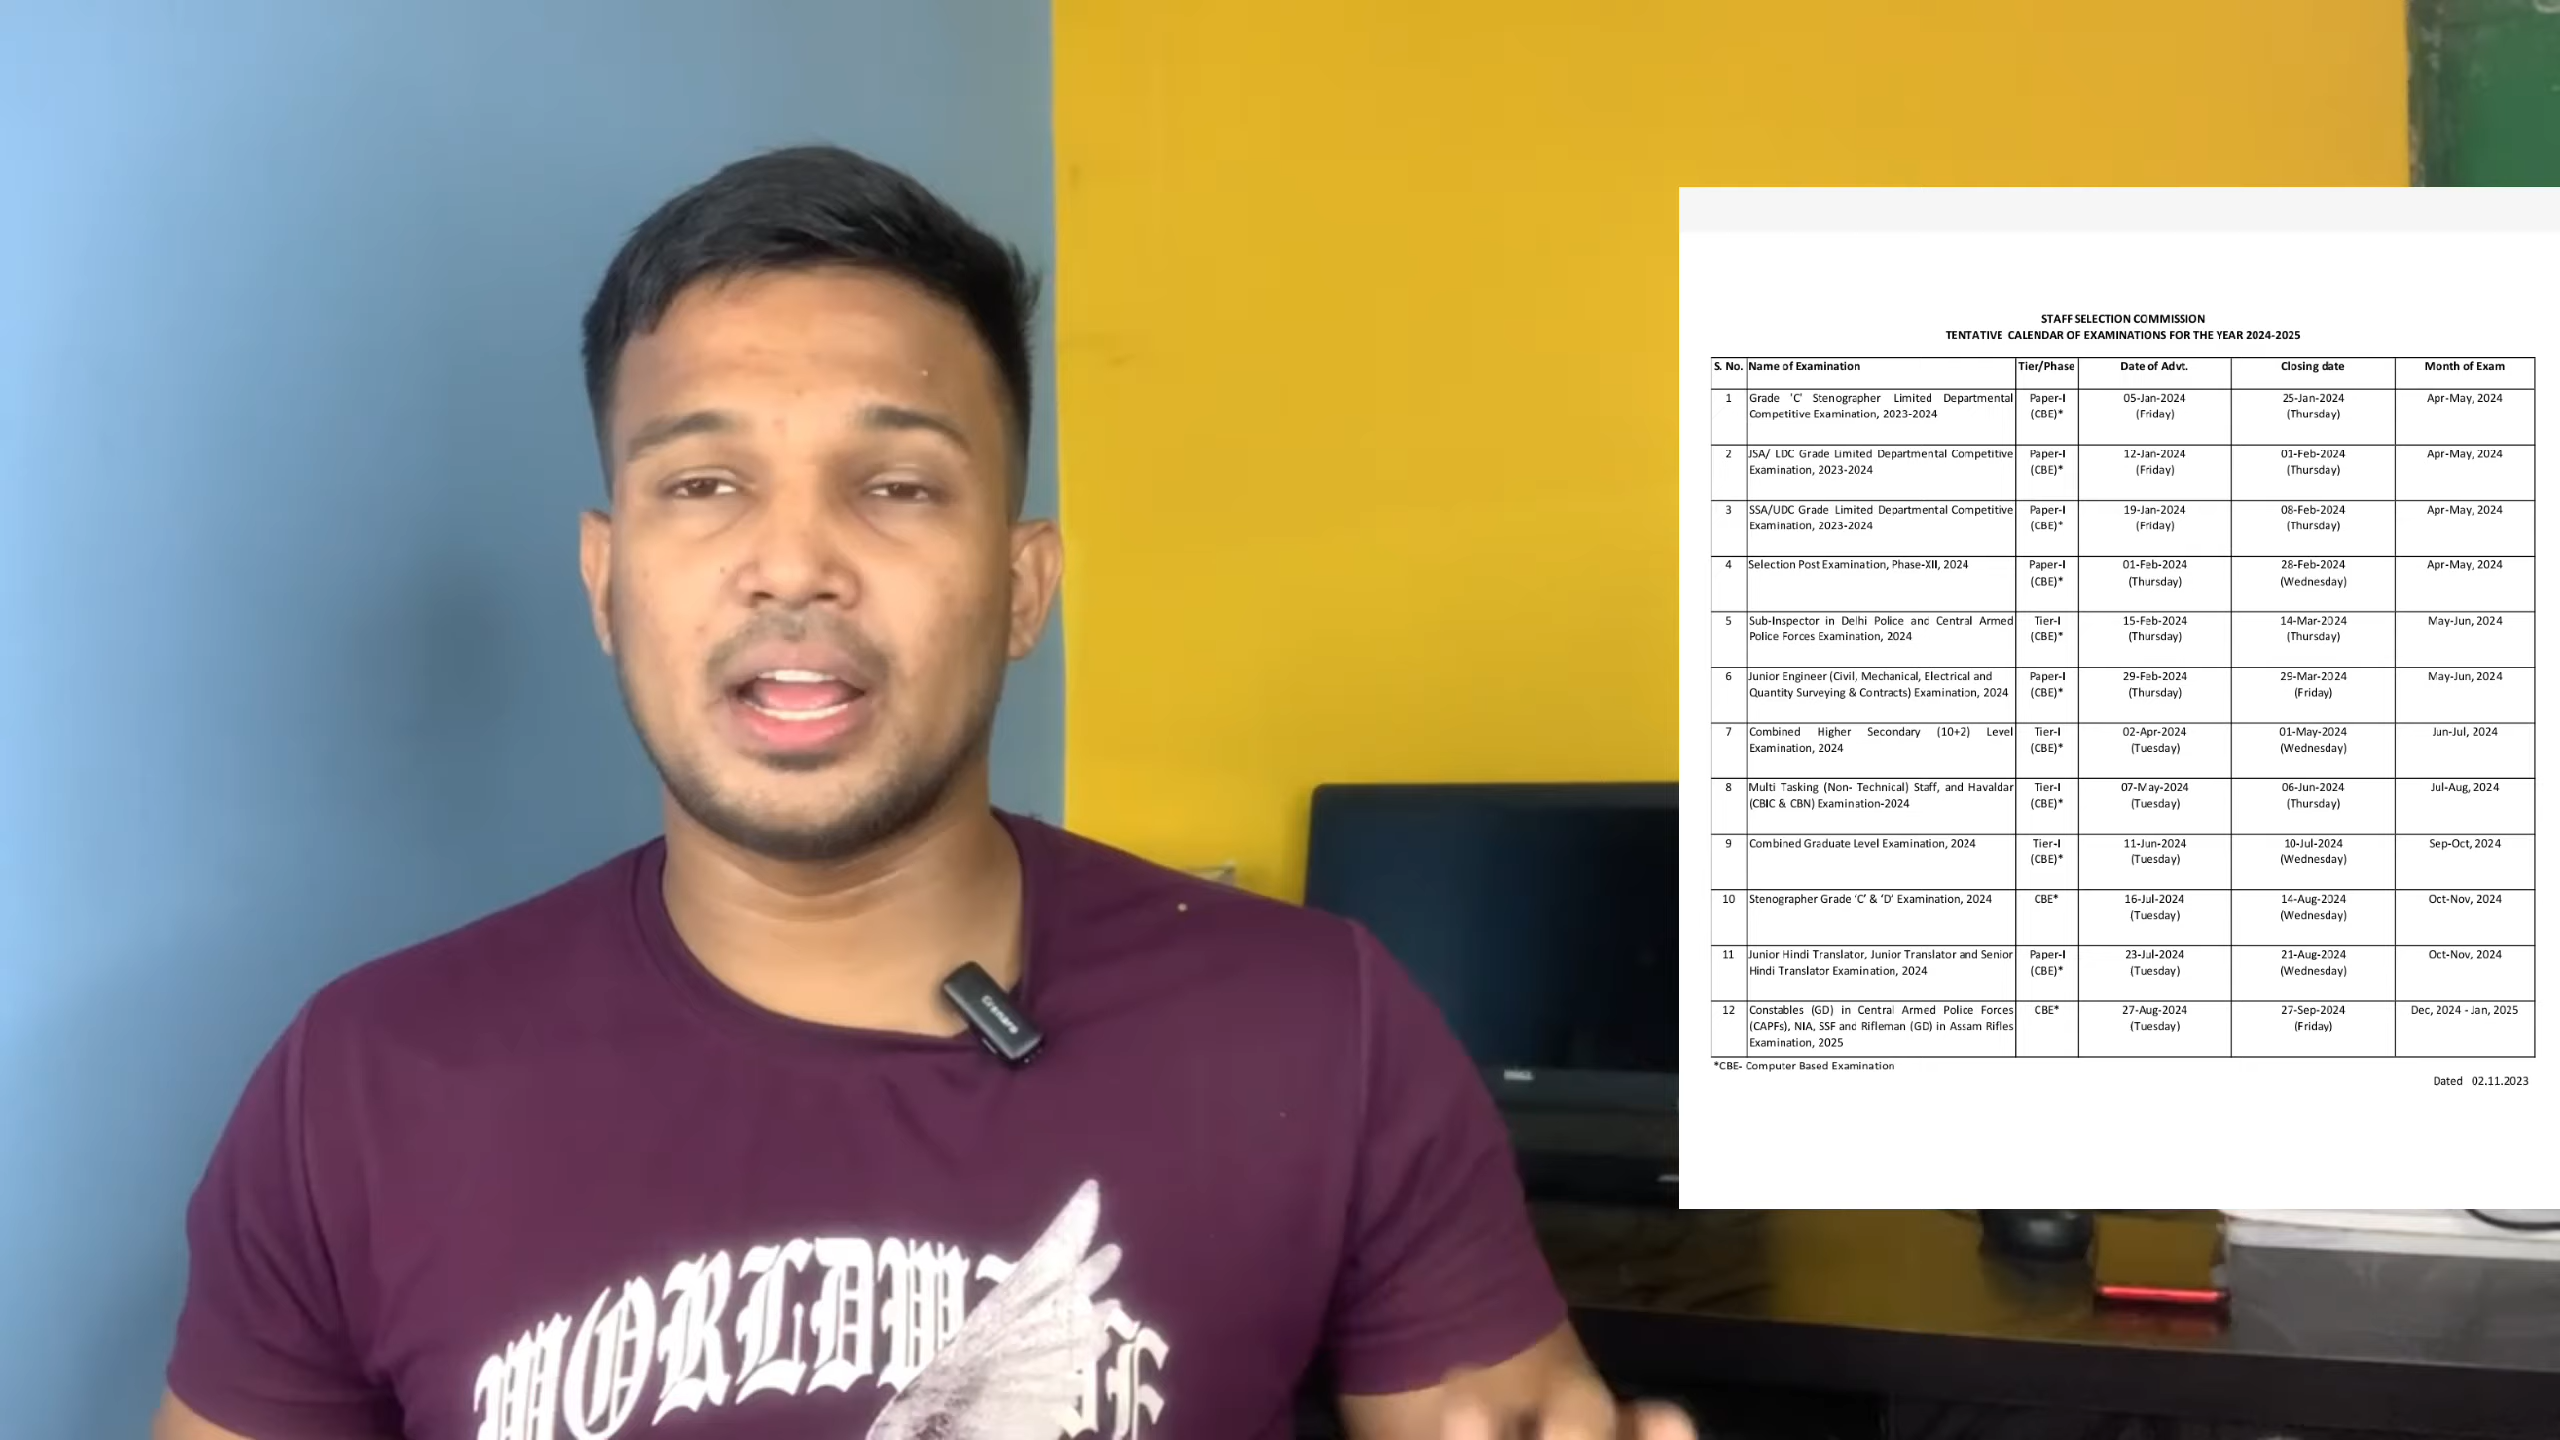 STAFF SELECTION COMMISSION
TENTATIVE CALENDAR OF EXAMINATIONS FOR THE YEAR 2024-2025
S. No. Name of Examination Tier/Phase Date of Advt. Closing date Month of Exam
1 Grade 'C' Stenographer Limited Departmental Paper-I 05-Jan-2024 25-Jan-2024 Apr-May, 2024
Competitive Examination, 2023-2024 (CBE)* (Friday) (Thursday)
2 JSA/ LDC Grade Limited Departmental Competitive Paper-I 12-Jan-2024 01-Feb-2024 Apr-May, 2024
Examination, 2023-2024 (CBE)* (Friday) (Thursday)
3 SSA/UDC Grade Limited Departmental Competitive Paper-I 19-Jan-2024 08-Feb-2024 Apr-May, 2024
Examination, 2023-2024 (CBE)* (Friday) (Thursday)
4 Selection Post Examination, Phase-XII, 2024 Paper-I 01-Feb-2024 28-Feb-2024 Apr-May, 2024
(CBE)* (Thursday) (Wednesday)
5 Sub-Inspector in Delhi Police and Central Armed Tier-I 15-Feb-2024 14-Mar-2024 May-Jun, 2024
Police Forces Examination, 2024 (CBE)* (Thursday) (Thursday)
6 Junior Engineer (Civil, Mechanical, Electrical and Paper-I 29-Feb-2024 29-Mar-2024 May-Jun, 2024
Quantity Surveying & Contracts) Examination, 2024 (CBE)* (Thursday) (Friday)
7 Combined Higher Secondary (10+2) Level Tier-I 02-Apr-2024 01-May-2024 Jun-Jul, 2024
Examination, 2024 (CBE)* (Tuesday) (Wednesday)
8 Multi Tasking (Non- Technical) Staff, and Havaldar Tier-I 07-May-2024 06-Jun-2024 Jul-Aug, 2024
(CBIC & CBN) Examination-2024 (CBE)* (Tuesday) (Thursday)
9 Combined Graduate Level Examination, 2024 Tier-I 11-Jun-2024 10-Jul-2024 Sep-Oct, 2024
(CBE)* (Tuesday) (Wednesday)
10 Stenographer Grade 'C' & 'D' Examination, 2024 CBE* 16-Jul-2024 14-Aug-2024 Oct-Nov, 2024
(Tuesday) (Wednesday)
11 Junior Hindi Translator, Junior Translator and Senior Paper-I 23-Jul-2024 21-Aug-2024 Oct-Nov, 2024
Hindi Translator Examination, 2024 (CBE)* (Tuesday) (Wednesday)
12 Constables (GD) in Central Armed Police Forces CBE* 27-Aug-2024 27-Sep-2024 Dec, 2024 - Jan, 2025
(CAPFs), NIA, SSF and Rifleman (GD) in Assam Rifles (Tuesday) (Friday)
Examination, 2025
*CBE- Computer Based Examination
Dated 02.11.2023
Grenaro